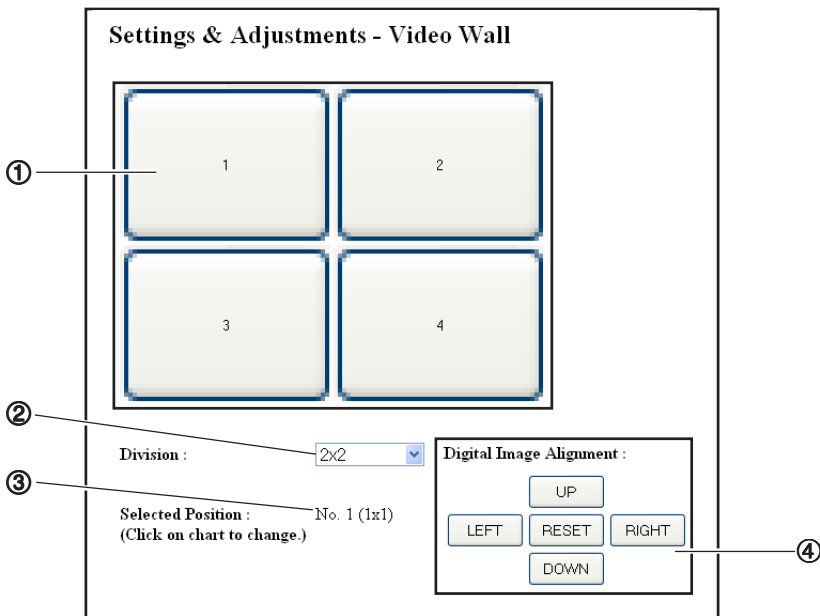 Settings & Adjustments - Video Wall
①
1
2
3
4
②
Division :
2x2
③
Selected Position :
No. 1 (1x1)
(Click on chart to change.)
Digital Image Alignment :
UP
LEFT
RESET
RIGHT
DOWN
④